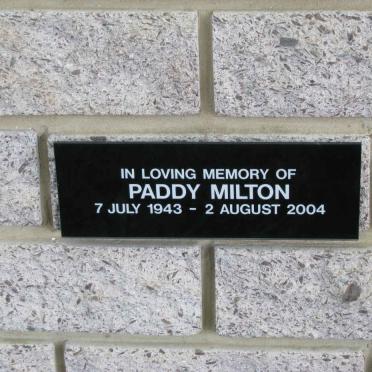 IN LOVING MEMORY OF
PADDY MILTON
7 JULY 1943 - 2 AUGUST 2004